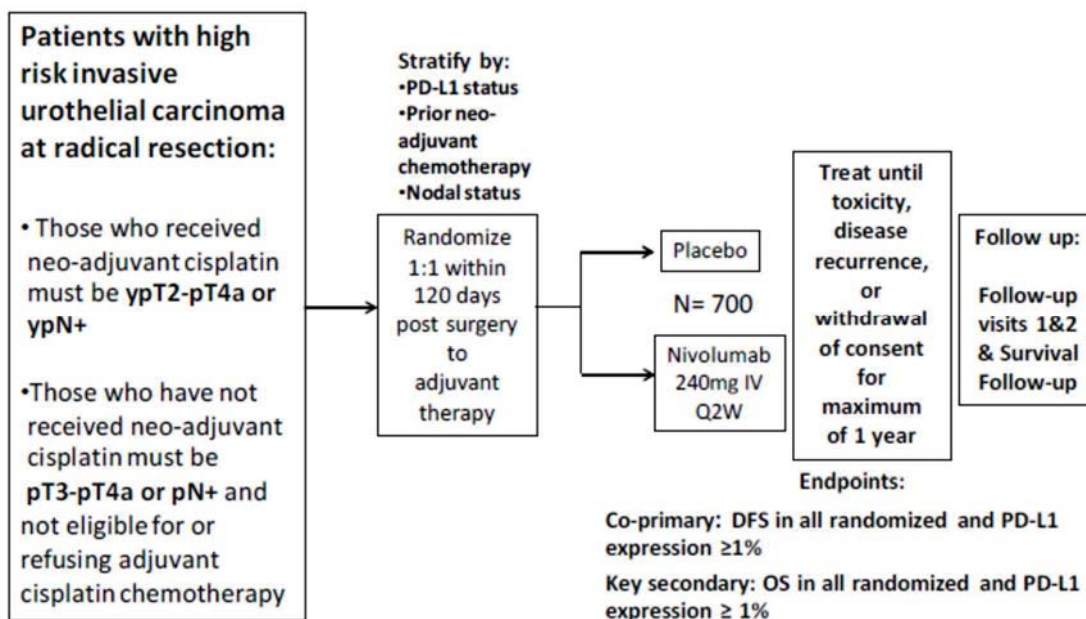 Patients with high
risk invasive
urothelial carcinoma
at radical resection:
• Those who received
neo-adjuvant cisplatin
must be ypT2-pT4a or
ypN+
•Those who have not
received neo-adjuvant
cisplatin must be
pT3-pT4a or pN+ and
not eligible for or
refusing adjuvant
cisplatin chemotherapy
Stratify by:
•PD-L1 status
•Prior neo-
adjuvant
chemotherapy
•Nodal status
Randomize
1:1 within
120 days
post surgery
to
adjuvant
therapy
Placebo
N= 700
Nivolumab
240mg IV
Q2W
Treat until
toxicity,
disease
recurrence,
or
withdrawal
of consent
for
maximum
of 1 year
Follow up:
Follow-up
visits 1&2
& Survival
Follow-up
Endpoints:
Co-primary: DFS in all randomized and PD-L1
expression ≥1%
Key secondary: OS in all randomized and PD-L1
expression ≥ 1%